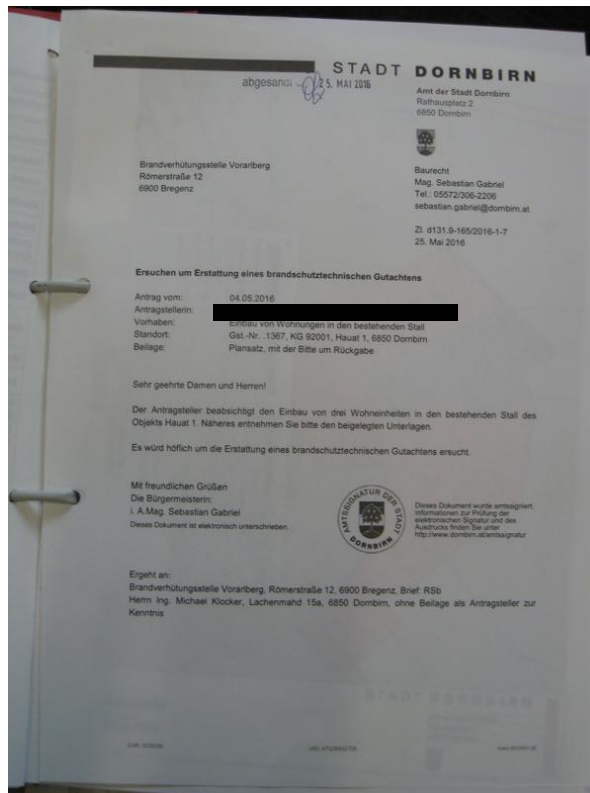 STADT DORNBIRN
abgesandt
25. MAI 2016
Amt der Stadt Dornbirn
Rathausplatz 2
6850 Dornbirn
Brandverhütungsstelle Vorarlberg
Römerstraße 12
6900 Bregenz
Baurecht
Mag. Sebastian Gabriel
Tel.: 05572/306-2206
sebastian.gabriel@dornbirn.at
Zl. d131.9-165/2016-1-7
25. Mai 2016
Ersuchen um Erstattung eines brandschutztechnischen Gutachtens
Antrag vom: 04.05.2016
Antragstellerin:
Vorhaben: Einbau von Wohnungen in den bestehenden Stall
Standort: Gst.-Nr. .1367, KG 92001, Hauat 1, 6850 Dornbirn
Beilage: Plansatz, mit der Bitte um Rückgabe
Sehr geehrte Damen und Herren!
Der Antragsteller beabsichtigt den Einbau von drei Wohneinheiten in den bestehenden Stall des
Objekts Hauat 1. Näheres entnehmen Sie bitte den beigelegten Unterlagen.
Es würd höflich um die Erstattung eines brandschutztechnischen Gutachtens ersucht.
Mit freundlichen Grüßen
Die Bürgermeisterin:
i. A.Mag. Sebastian Gabriel
Dieses Dokument ist elektronisch unterschrieben.
AMTSSIGNATUR DER STADT
DORNBIRN
Dieses Dokument wurde amtssigniert.
Informationen zur Prüfung der
elektronischen Signatur und des
Ausdrucks finden Sie unter
http://www.dornbirn.at/amtssignatur
Ergeht an:
Brandverhütungsstelle Vorarlberg, Römerstraße 12, 6900 Bregenz, Brief: RSb
Herrn Ing. Michael Klocker, Lachenmahd 15a, 6850 Dornbirn, ohne Beilage als Antragsteller zur
Kenntnis